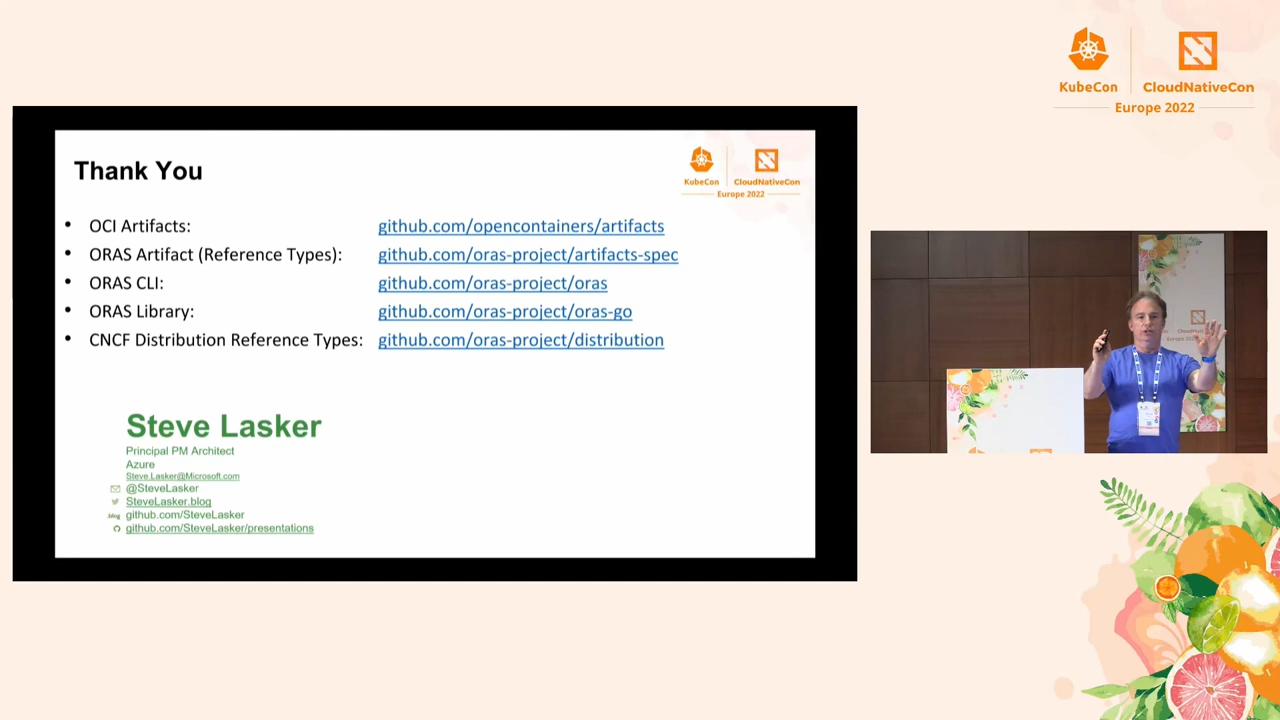 KubeCon
CloudNativeCon
Europe 2022
Thank You
KubeCon
CloudNativeCon
Europe 2022
• OCI Artifacts: github.com/opencontainers/artifacts
• ORAS Artifact (Reference Types): github.com/oras-project/artifacts-spec
• ORAS CLI: github.com/oras-project/oras
• ORAS Library: github.com/oras-project/oras-go
• CNCF Distribution Reference Types: github.com/oras-project/distribution
Steve Lasker
Principal PM Architect
Azure
Steve.Lasker@Microsoft.com
@SteveLasker
SteveLasker.blog
.blog github.com/SteveLasker
github.com/SteveLasker/presentations